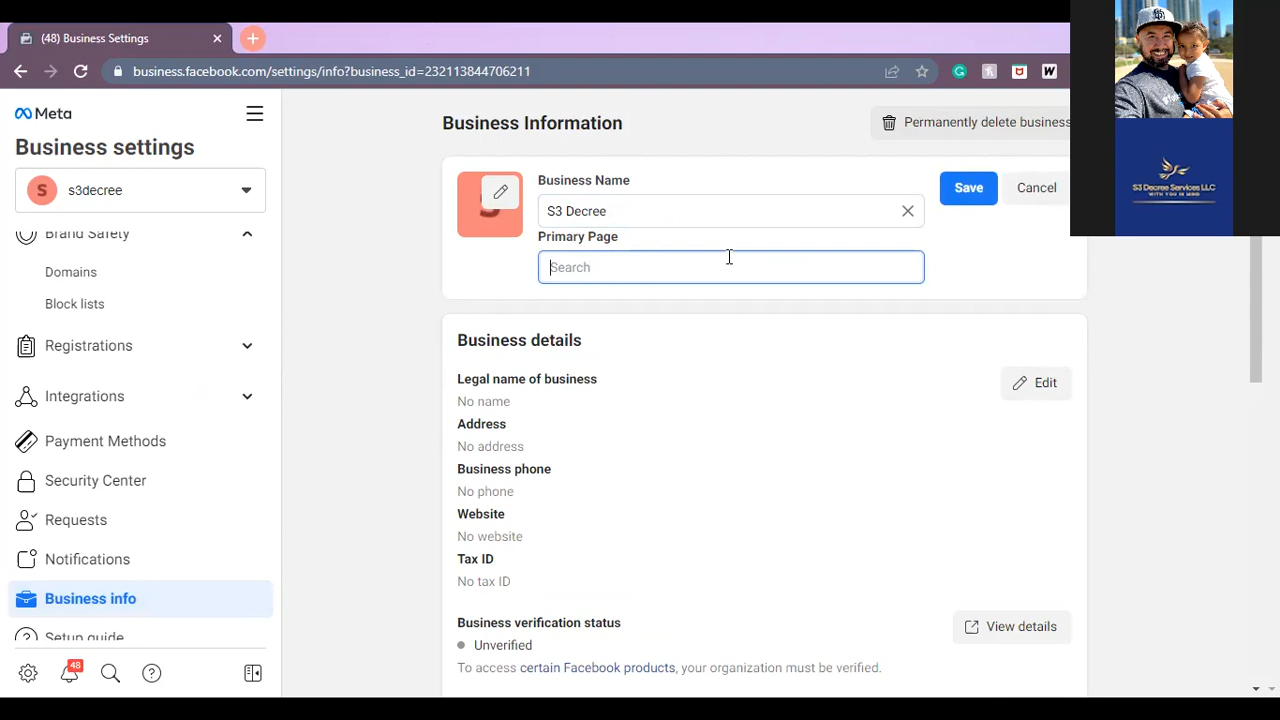 (48) Business Settings
business.facebook.com/settings/info?business_id=232113844706211
Meta
Business settings
S s3decree
Brand Safety
Domains
Block lists
Registrations
Integrations
Payment Methods
Security Center
Requests
Notifications
Business info
Setup guide
48
Business Information
Permanently delete business
Business Name
S3 Decree
Save
Cancel
Primary Page
Search
Business details
Edit
Legal name of business
No name
Address
No address
Business phone
No phone
Website
No website
Tax ID
No tax ID
Business verification status
View details
Unverified
To access certain Facebook products, your organization must be verified.
S3 Decree Services LLC
WITH YOU IN MIND